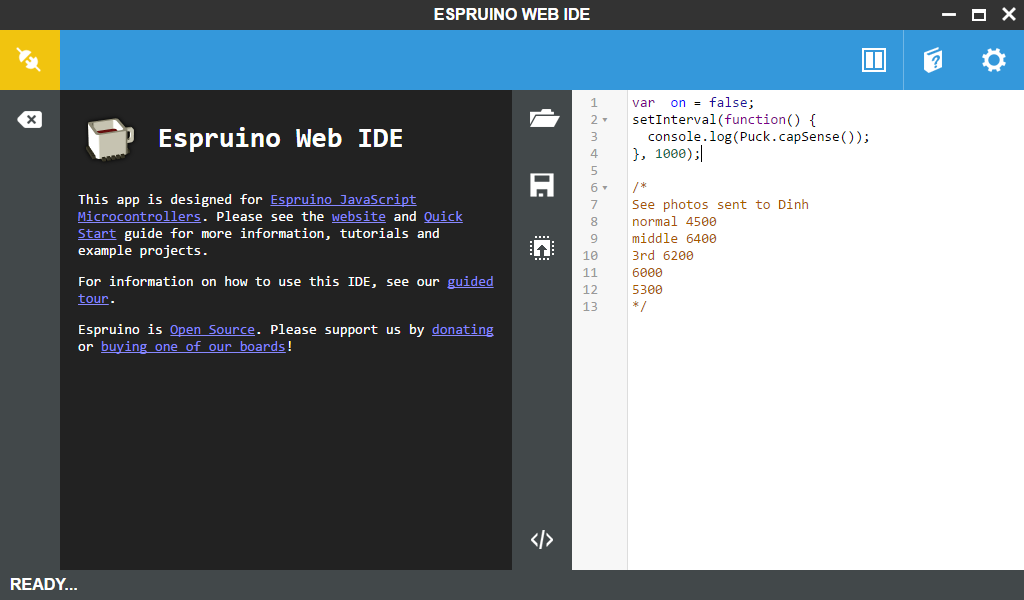 ESPRUINO WEB IDE
Espruino Web IDE
This app is designed for Espruino JavaScript
Microcontrollers. Please see the website and Quick
Start guide for more information, tutorials and
example projects.
For information on how to use this IDE, see our guided
tour.
Espruino is Open Source. Please support us by donating
or buying one of our boards!
1 var  on = false;
2 setInterval(function() {
3   console.log(Puck.capSense());
4 }, 1000);
5
6 /*
7 See photos sent to Dinh
8 normal 4500
9 middle 6400
10 3rd 6200
11 6000
12 5300
13 */
READY...